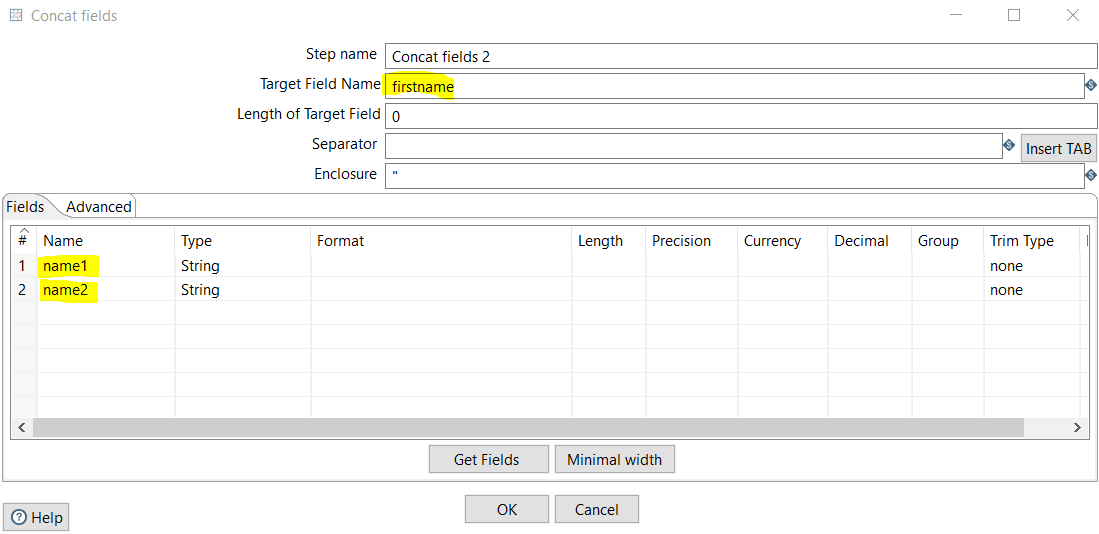 Concat fields
Step name Concat fields 2
Target Field Name firstname
Length of Target Field 0
Separator Insert TAB
Enclosure "
Fields Advanced
# Name Type Format Length Precision Currency Decimal Group Trim Type
1 name1 String none
2 name2 String none
Get Fields Minimal width
OK Cancel
Help